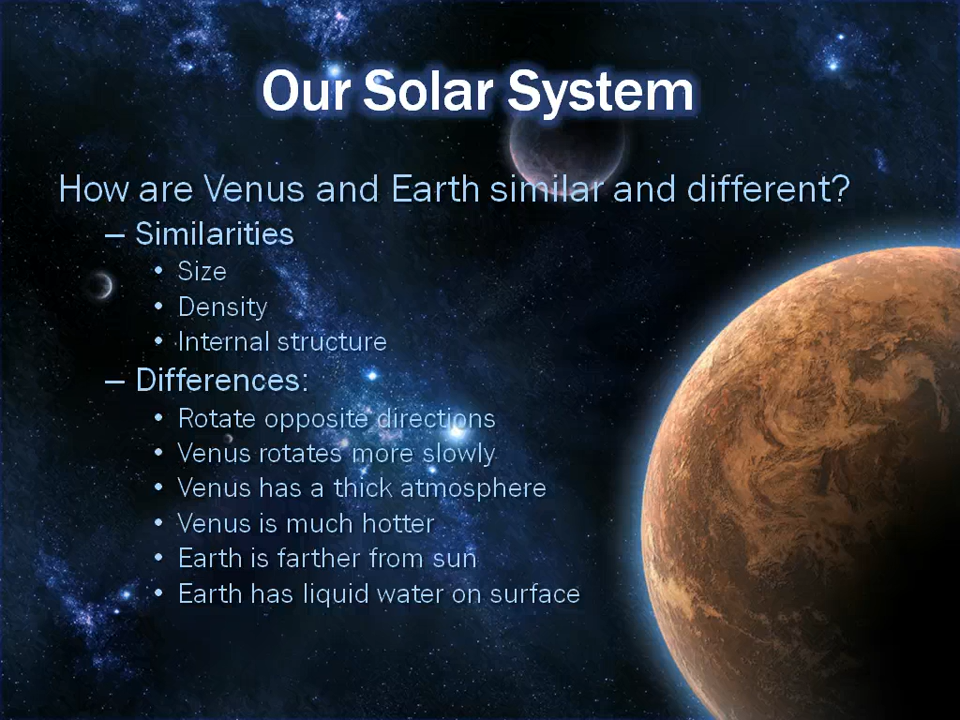 Our Solar System
How are Venus and Earth similar and different?
– Similarities
• Size
• Density
• Internal structure
– Differences:
• Rotate opposite directions
• Venus rotates more slowly
• Venus has a thick atmosphere
• Venus is much hotter
• Earth is farther from sun
• Earth has liquid water on surface